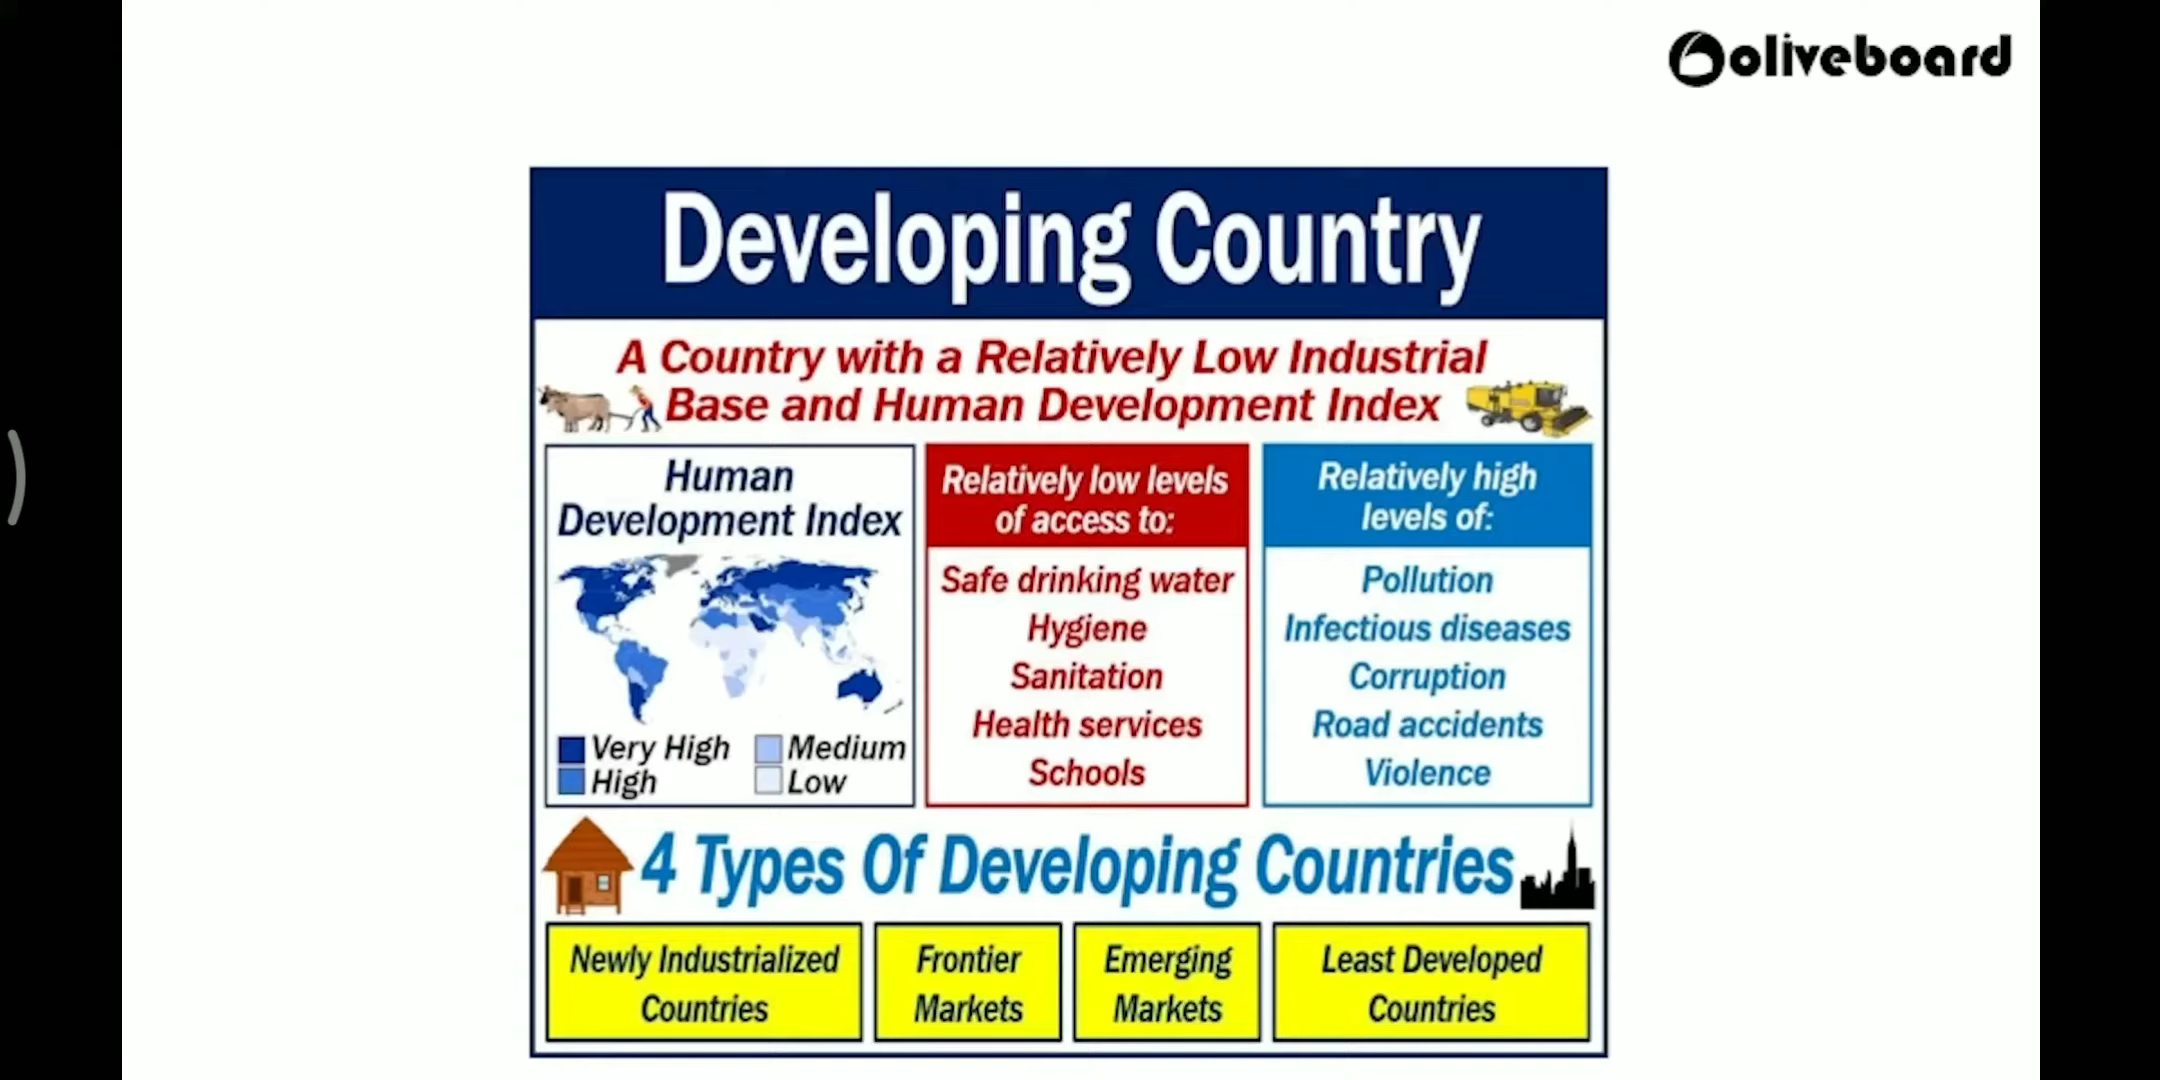 oliveboard
Developing Country
A Country with a Relatively Low Industrial
Base and Human Development Index
Human
Development Index
Very High
Medium
High
Low
Relatively low levels
of access to:
Safe drinking water
Hygiene
Sanitation
Health services
Schools
Relatively high
levels of:
Pollution
Infectious diseases
Corruption
Road accidents
Violence
4 Types Of Developing Countries
Newly Industrialized
Countries
Frontier
Markets
Emerging
Markets
Least Developed
Countries